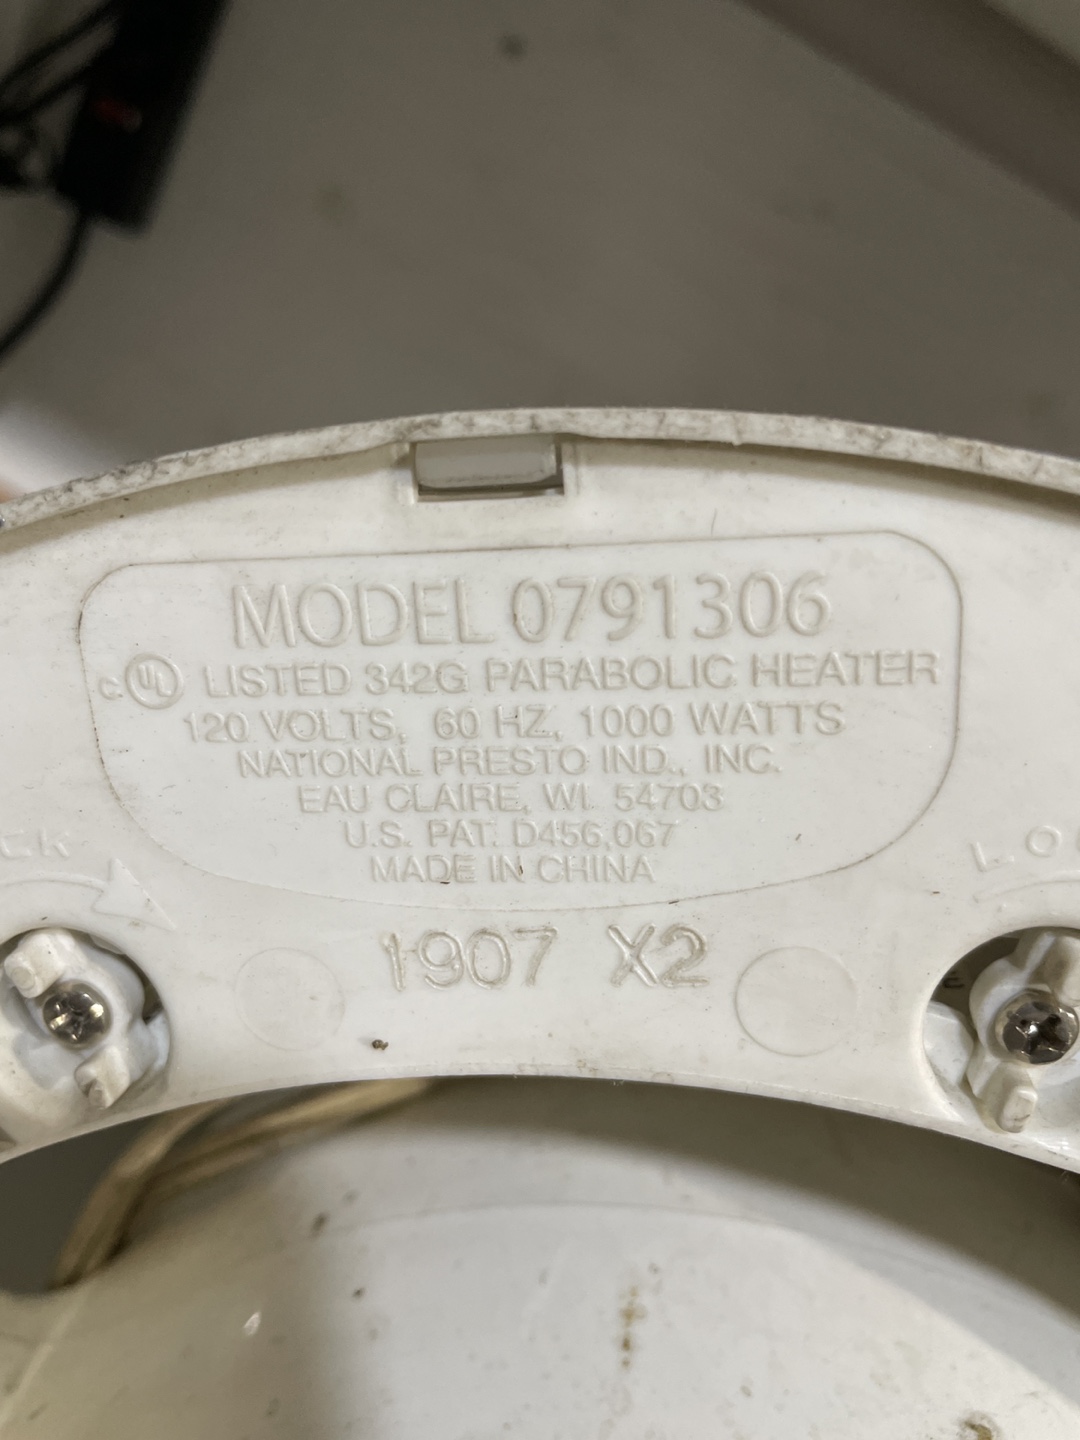 MODEL 0791306
C UL LISTED 342G PARABOLIC HEATER
120 VOLTS, 60 HZ, 1000 WATTS
NATIONAL PRESTO IND., INC.
EAU CLAIRE, WI. 54703
U.S. PAT. D456,067
MADE IN CHINA
1907 X2